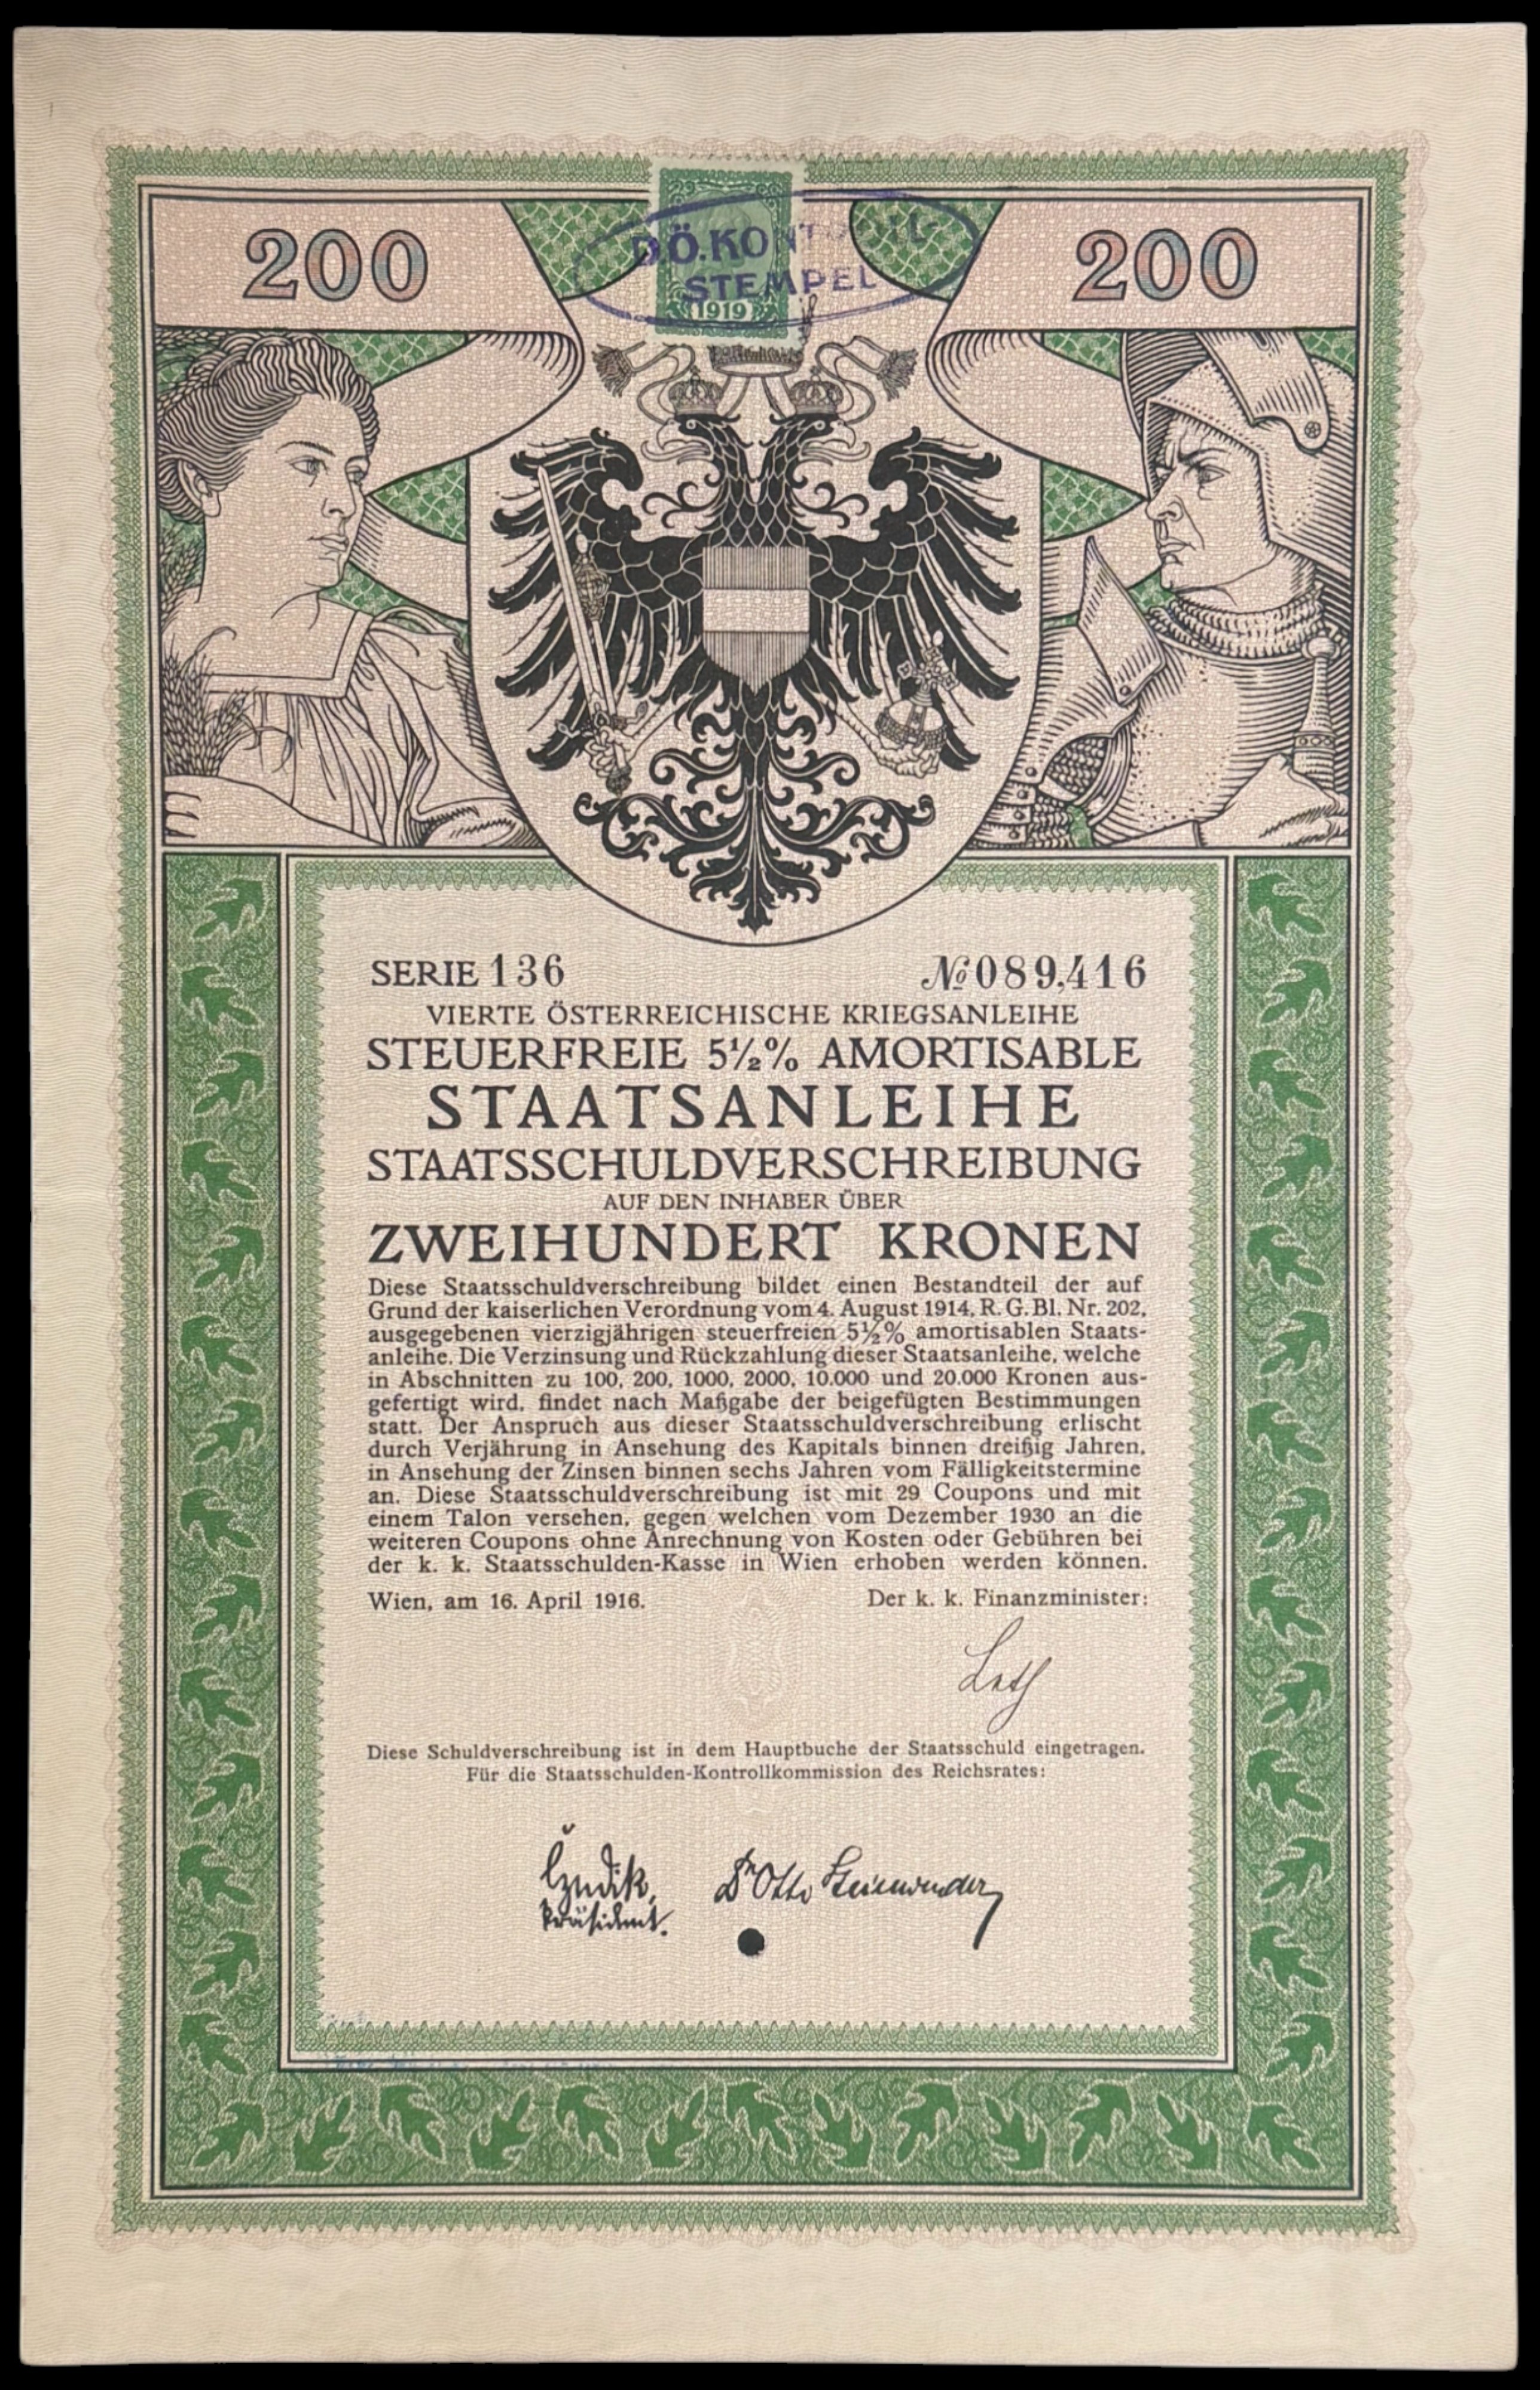 200
200
D.Ö. KONTROLL-
STEMPEL
1919
SERIE 136
№ 089,416
VIERTE ÖSTERREICHISCHE KRIEGSANLEIHE
STEUERFREIE 5½% AMORTISABLE
STAATSANLEIHE
STAATSSCHULDVERSCHREIBUNG
AUF DEN INHABER ÜBER
ZWEIHUNDERT KRONEN
Diese Staatsschuldverschreibung bildet einen Bestandteil der auf
Grund der kaiserlichen Verordnung vom 4. August 1914, R. G. Bl. Nr. 202,
ausgegebenen vierzigjährigen steuerfreien 5½% amortisablen Staats-
anleihe. Die Verzinsung und Rückzahlung dieser Staatsanleihe, welche
in Abschnitten zu 100, 200, 1000, 2000, 10.000 und 20.000 Kronen aus-
gefertigt wird, findet nach Maßgabe der beigefügten Bestimmungen
statt. Der Anspruch aus dieser Staatsschuldverschreibung erlischt
durch Verjährung in Ansehung des Kapitals binnen dreißig Jahren,
in Ansehung der Zinsen binnen sechs Jahren vom Fälligkeitstermine
an. Diese Staatsschuldverschreibung ist mit 29 Coupons und mit
einem Talon versehen, gegen welchen vom Dezember 1930 an die
weiteren Coupons ohne Anrechnung von Kosten oder Gebühren bei
der k. k. Staatsschulden-Kasse in Wien erhoben werden können.
Wien, am 16. April 1916.
Der k. k. Finanzminister:
Leth
Diese Schuldverschreibung ist in dem Hauptbuche der Staatsschuld eingetragen.
Für die Staatsschulden-Kontrollkommission des Reichsrates:
Präsident.
Dr Otto Steinwender